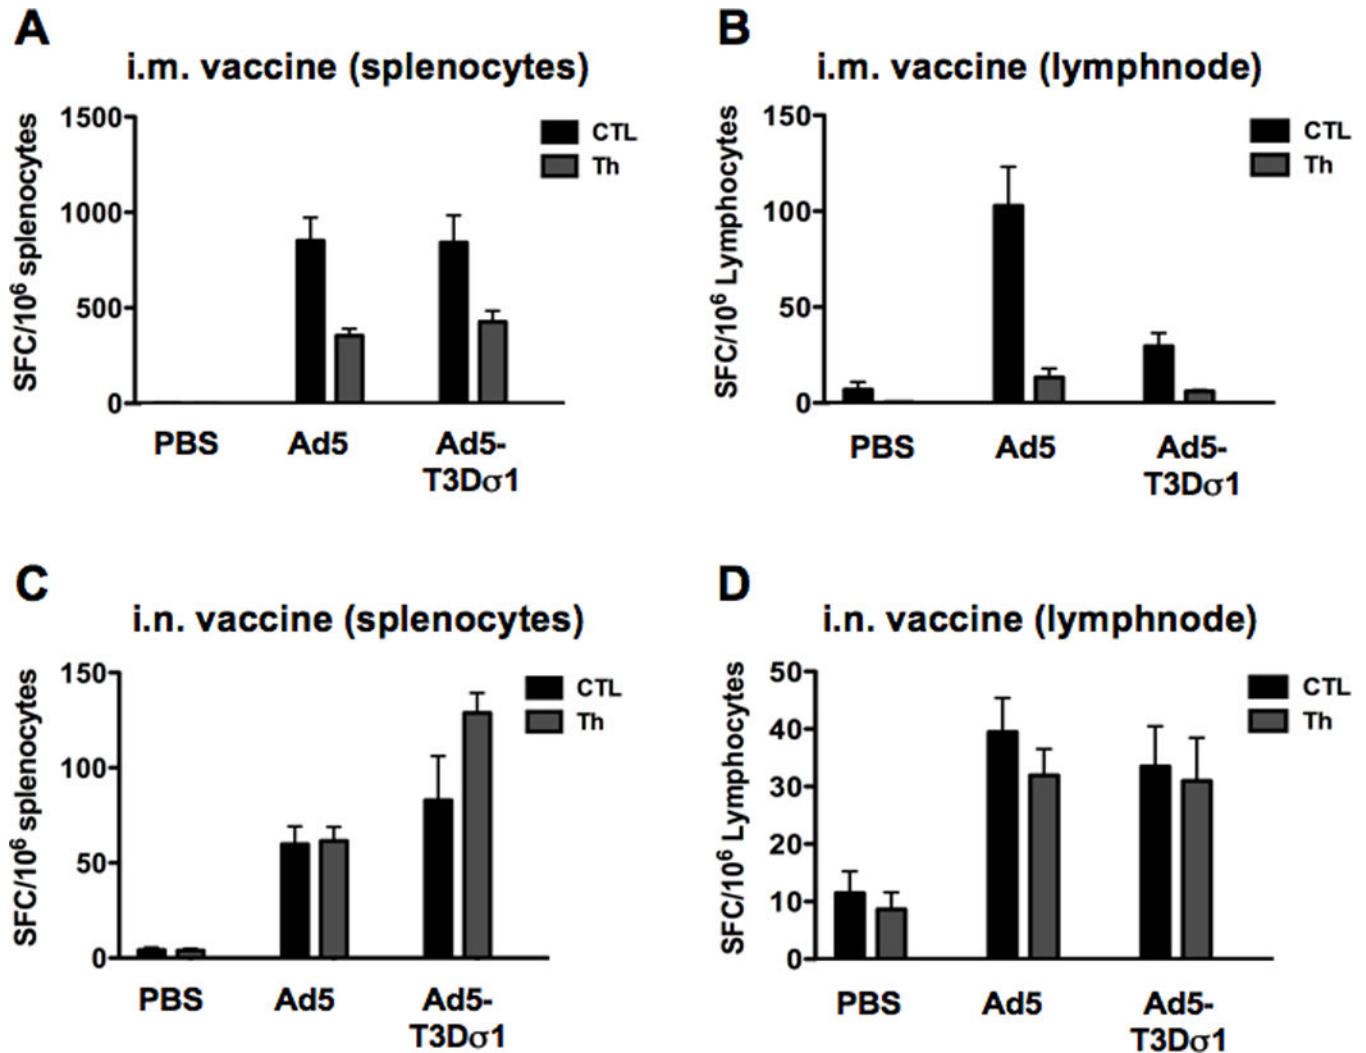 A
i.m. vaccine (splenocytes)
SFC/10⁶ splenocytes
1500
1000
500
0
CTL
Th
PBS
Ad5
Ad5-
T3Dσ1
B
i.m. vaccine (lymphnode)
SFC/10⁶ Lymphocytes
150
100
50
0
CTL
Th
PBS
Ad5
Ad5-
T3Dσ1
C
i.n. vaccine (splenocytes)
SFC/10⁶ splenocytes
150
100
50
0
CTL
Th
PBS
Ad5
Ad5-
T3Dσ1
D
i.n. vaccine (lymphnode)
SFC/10⁶ Lymphocytes
50
40
30
20
10
0
CTL
Th
PBS
Ad5
Ad5-
T3Dσ1